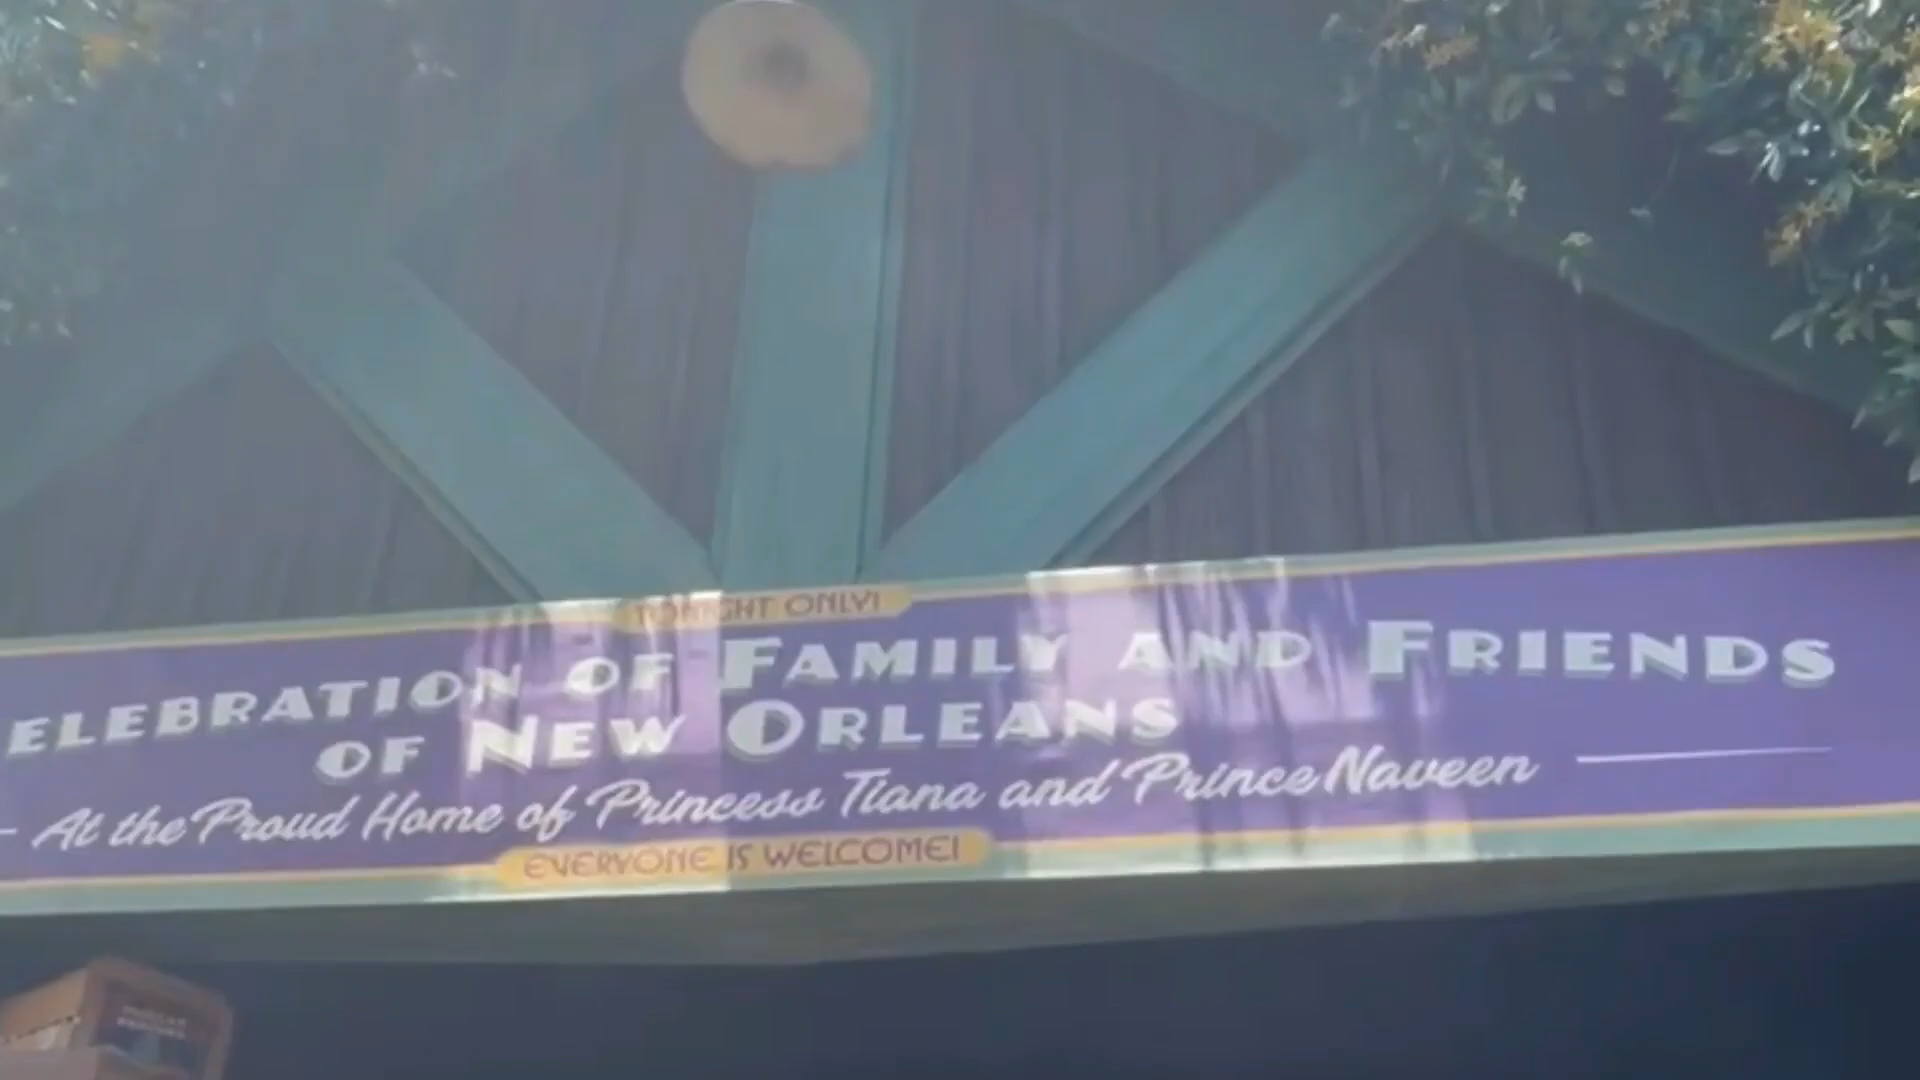 TONIGHT ONLY!
ELEBRATION OF FAMILY AND FRIENDS
OF NEW ORLEANS
At the Proud Home of Princess Tiana and Prince Naveen
EVERYONE IS WELCOME!